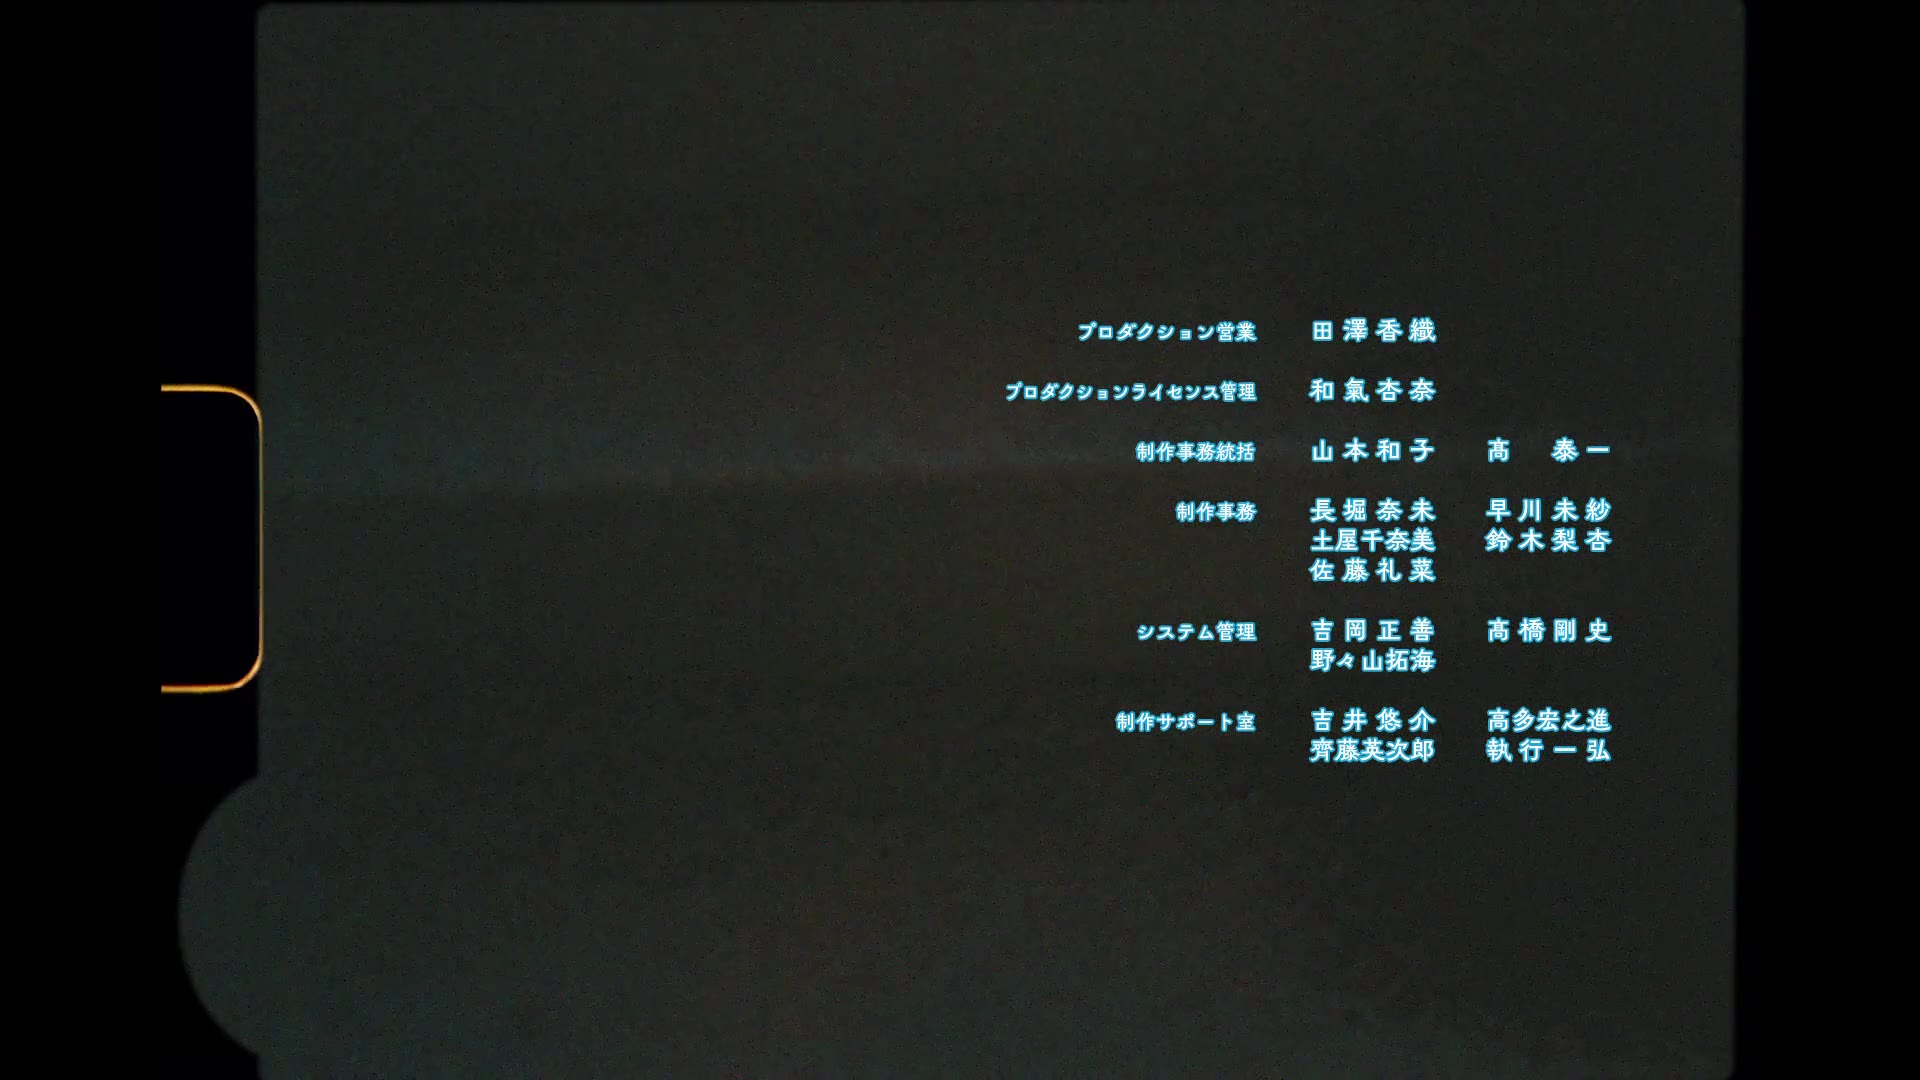 プロダクション営業 田澤香織
プロダクションライセンス管理 和氣杏奈
制作事務統括 山本和子 髙 泰一
制作事務 長堀奈未 早川未紗
土屋千奈美 鈴木梨杏
佐藤礼菜
システム管理 吉岡正善 髙橋剛史
野々山拓海
制作サポート室 吉井悠介 高多宏之進
齊藤英次郎 執行一弘